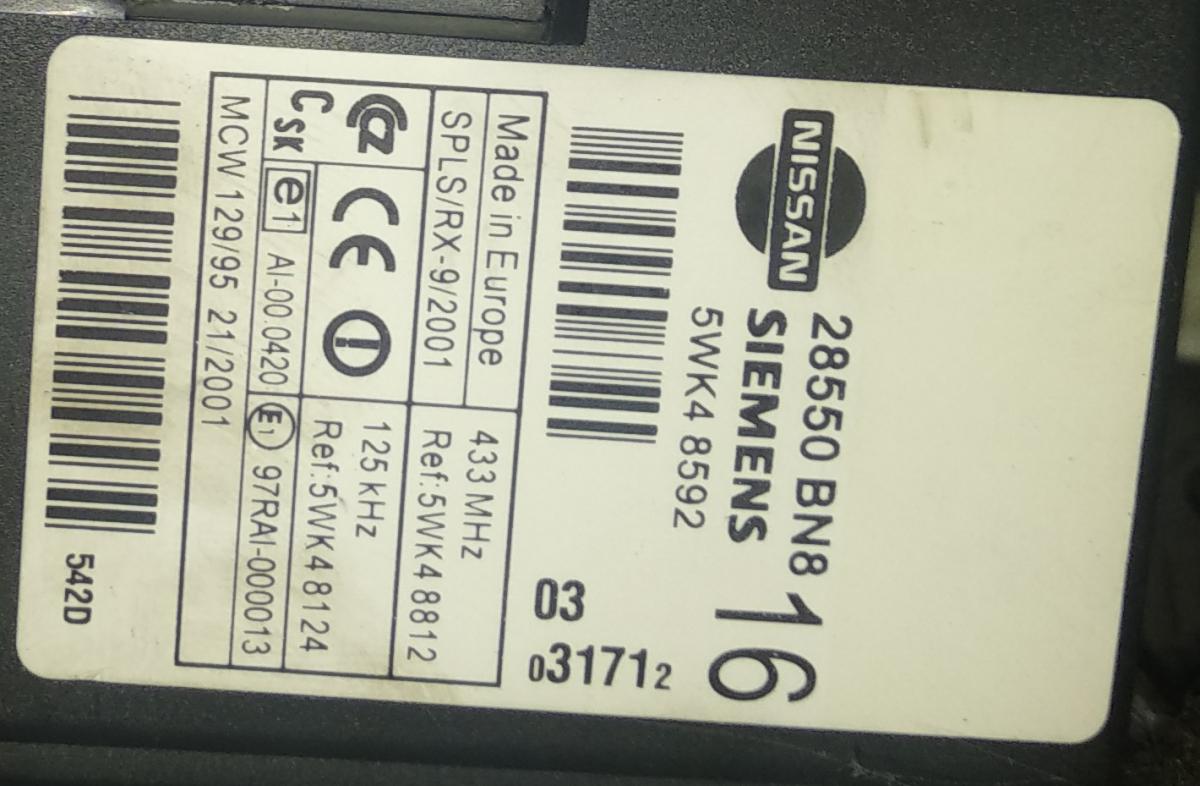 NISSAN
28550 BN8 16
SIEMENS
5WK4 8592
03
031712
Made in Europe
433 MHz
SPLS/RX-9/2001
Ref:5WK4 8812
CZ
CE
125 kHz
Ref:5WK4 8124
C SK
e1 AI-00.0420
E1 97RAI-000013
MCW 129/95 21/2001
542D